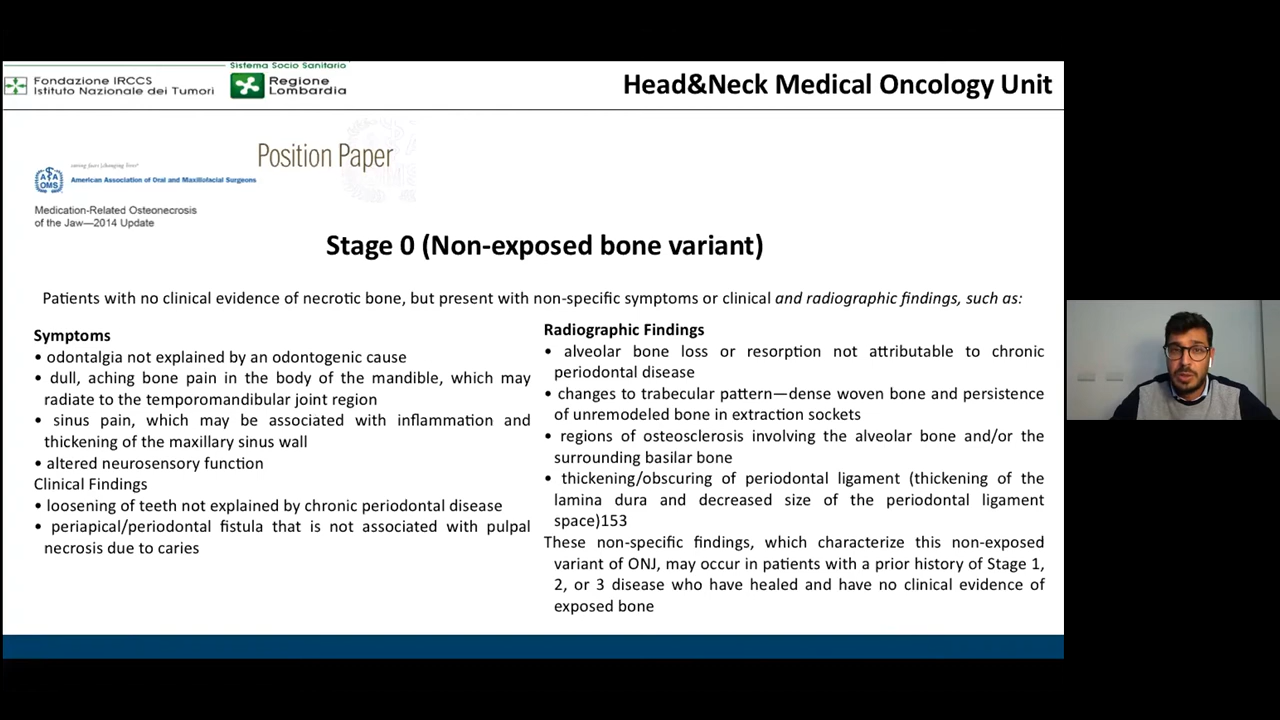 Sistema Socio Sanitario
Fondazione IRCCS
Istituto Nazionale dei Tumori
Regione
Lombardia
Head&Neck Medical Oncology Unit
Position Paper
saving faces|changing lives®
AA
OMS
American Association of Oral and Maxillofacial Surgeons
Medication-Related Osteonecrosis
of the Jaw—2014 Update
Stage 0 (Non-exposed bone variant)
Patients with no clinical evidence of necrotic bone, but present with non-specific symptoms or clinical and radiographic findings, such as:
Symptoms
• odontalgia not explained by an odontogenic cause
• dull, aching bone pain in the body of the mandible, which may
radiate to the temporomandibular joint region
• sinus pain, which may be associated with inflammation and
thickening of the maxillary sinus wall
• altered neurosensory function
Clinical Findings
• loosening of teeth not explained by chronic periodontal disease
• periapical/periodontal fistula that is not associated with pulpal
necrosis due to caries
Radiographic Findings
• alveolar bone loss or resorption not attributable to chronic
periodontal disease
• changes to trabecular pattern—dense woven bone and persistence
of unremodeled bone in extraction sockets
• regions of osteosclerosis involving the alveolar bone and/or the
surrounding basilar bone
• thickening/obscuring of periodontal ligament (thickening of the
lamina dura and decreased size of the periodontal ligament
space)153
These non-specific findings, which characterize this non-exposed
variant of ONJ, may occur in patients with a prior history of Stage 1,
2, or 3 disease who have healed and have no clinical evidence of
exposed bone